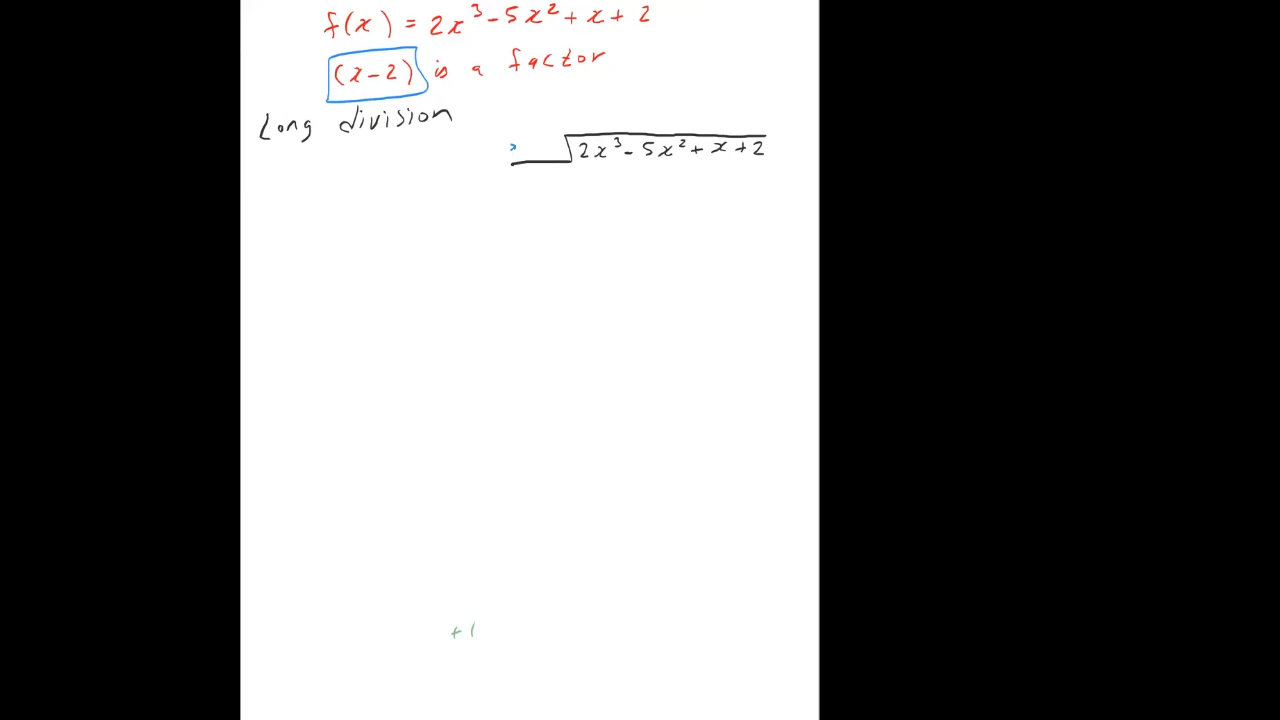 f(x) = 2x³ - 5x² + x + 2
(x - 2) is a factor
Long division
2x³ - 5x² + x + 2